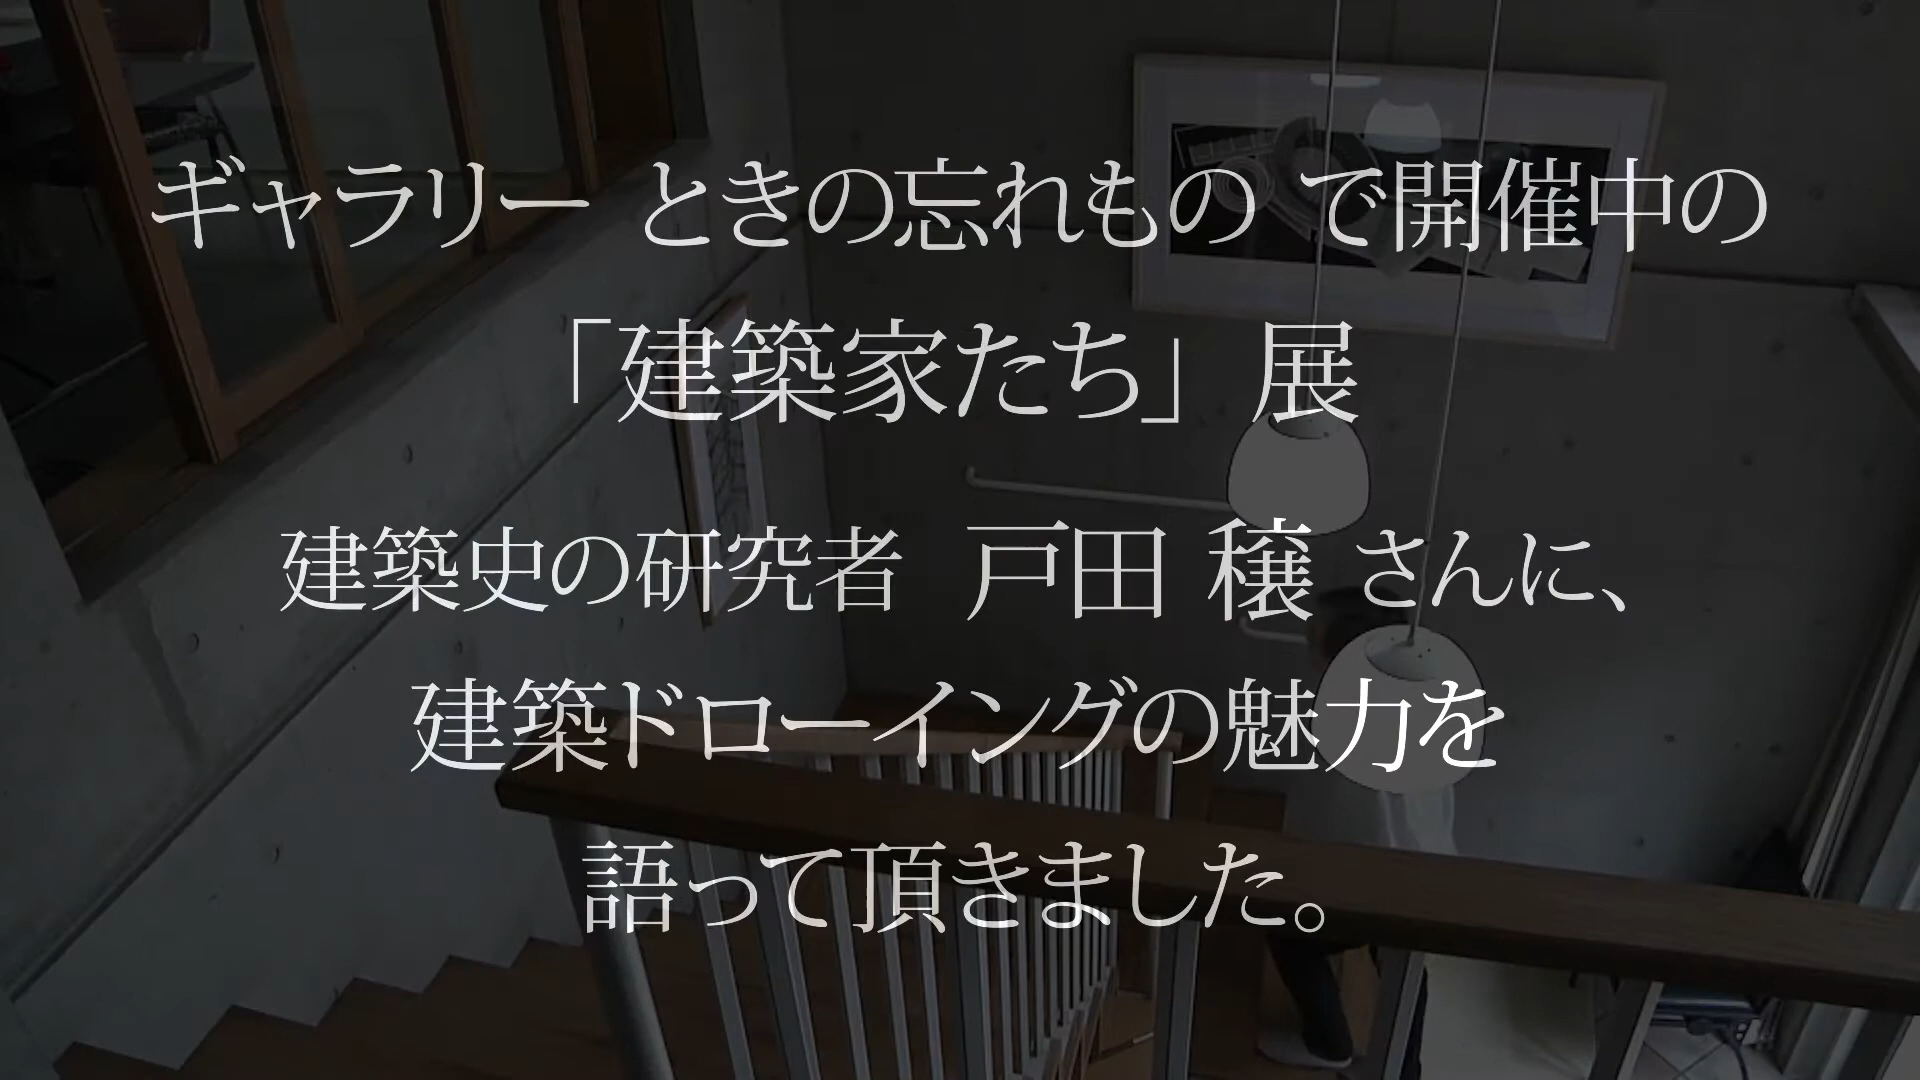 ギャラリー ときの忘れもの で開催中の
「建築家たち」展
建築史の研究者 戸田 穣 さんに、
建築ドローイングの魅力を
語って頂きました。